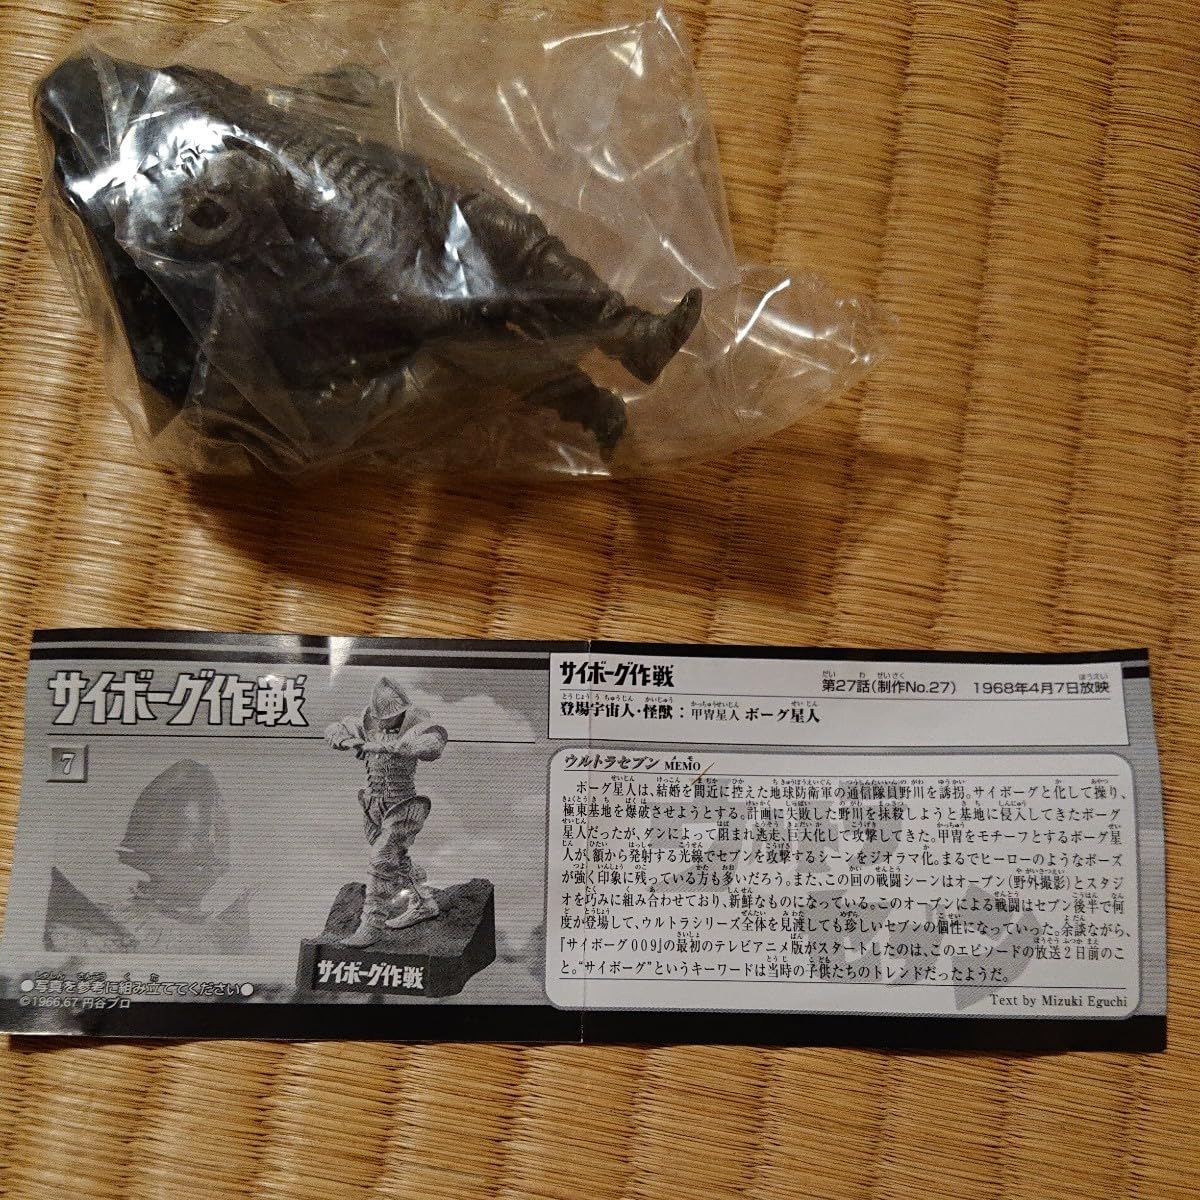 サイボーグ作戦
7
サイボーグ作戦
●写真を参考に組み立ててください●
©1966,67 円谷プロ
サイボーグ作戦
第27話(制作No.27) 1968年4月7日放映
登場宇宙人・怪獣：甲冑星人 ボーグ星人
ウルトラセブン MEMO
ボーグ星人は、結婚を間近に控えた地球防衛軍の通信隊員野川を誘拐。サイボーグと化して操り、
極東基地を爆破させようとする。計画に失敗した野川を抹殺しようと基地に侵入してきたボーグ
星人だったが、ダンによって阻まれ逃走、巨大化して攻撃してきた。甲冑をモチーフとするボーグ星
人が、額から発射する光線でセブンを攻撃するシーンをジオラマ化。まるでヒーローのようなポーズ
が強く印象に残っている方も多いだろう。また、この回の戦闘シーンはオープン(野外撮影)とスタジ
オを巧みに組み合わせており、新鮮なものになっている。このオープンによる戦闘はセブン後半で何
度か登場して、ウルトラシリーズ全体を見渡しても珍しいセブンの個性になっていった。余談ながら、
『サイボーグ009』の最初のテレビアニメ版がスタートしたのは、このエピソードの放送2日前のこ
と。“サイボーグ”というキーワードは当時の子供たちのトレンドだったようだ。
Text by Mizuki Eguchi